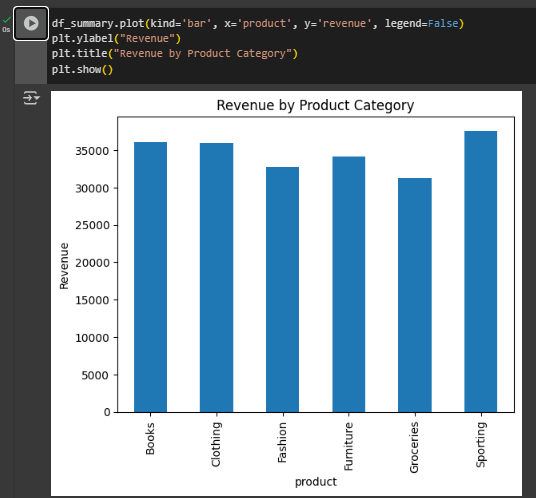 df_summary.plot(kind='bar', x='product', y='revenue', legend=False)
plt.ylabel("Revenue")
plt.title("Revenue by Product Category")
plt.show()
0s
Revenue by Product Category
35000
30000
25000
20000
15000
10000
5000
0
Revenue
Books
Clothing
Fashion
Furniture
Groceries
Sporting
product